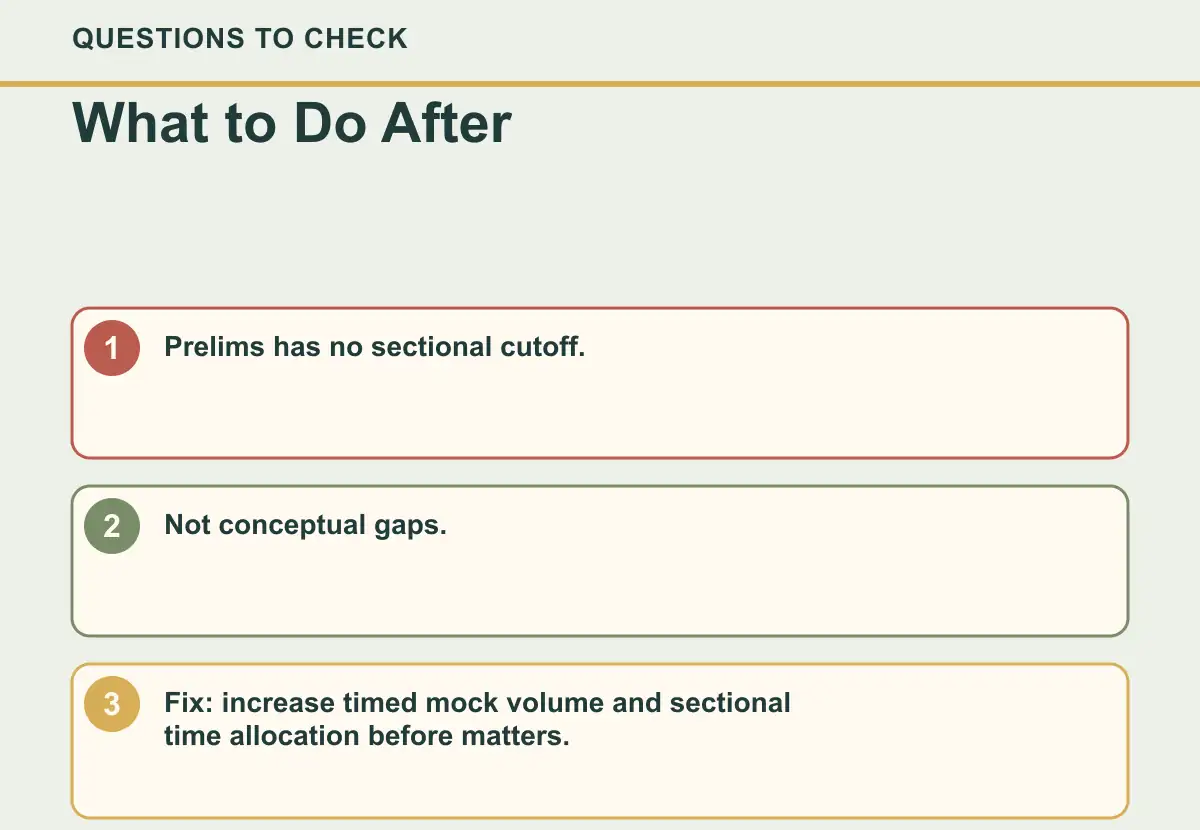 QUESTIONS TO CHECK
What to Do After
1
Prelims has no sectional cutoff.
2
Not conceptual gaps.
3
Fix: increase timed mock volume and sectional
time allocation before matters.